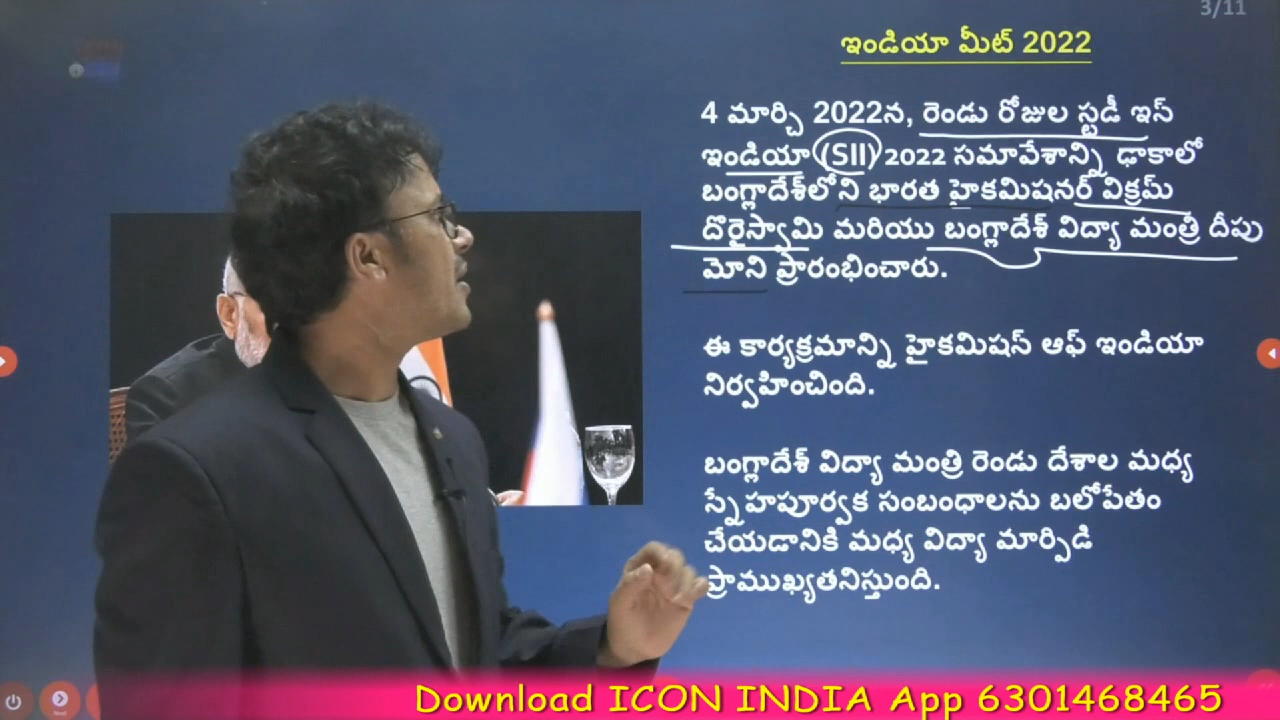 3/11
ఇండియా మీట్ 2022
4 మార్చి 2022న, రెండు రోజుల స్టడీ ఇన్
ఇండియా (SII) 2022 సమావేశాన్ని ఢాకాలో
బంగ్లాదేశ్‌లోని భారత హైకమిషనర్ విక్రమ్
దొరైస్వామి మరియు బంగ్లాదేశ్ విద్యా మంత్రి దీపు
మోని ప్రారంభించారు.
ఈ కార్యక్రమాన్ని హైకమిషన్ ఆఫ్ ఇండియా
నిర్వహించింది.
బంగ్లాదేశ్ విద్యా మంత్రి రెండు దేశాల మధ్య
స్నేహపూర్వక సంబంధాలను బలోపేతం
చేయడానికి మధ్య విద్యా మార్పిడి
ప్రాముఖ్యతనిస్తుంది.
Download ICON INDIA App 6301468465